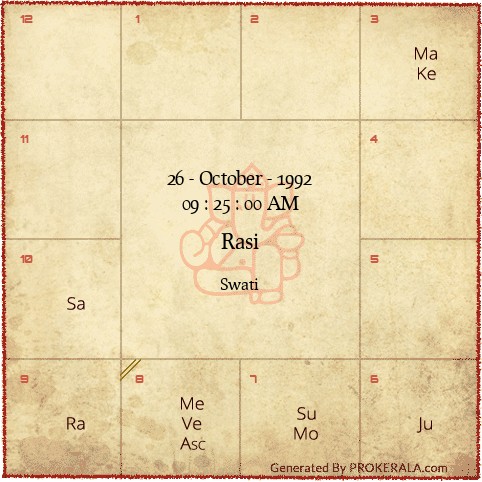 12
1
2
3
Ma
Ke
11
4
26 - October - 1992
09 : 25 : 00 AM
Rasi
Swati
10
5
Sa
9
8
7
6
Ra
Me
Ve
Asc
Su
Mo
Ju
Generated By PROKERALA.com